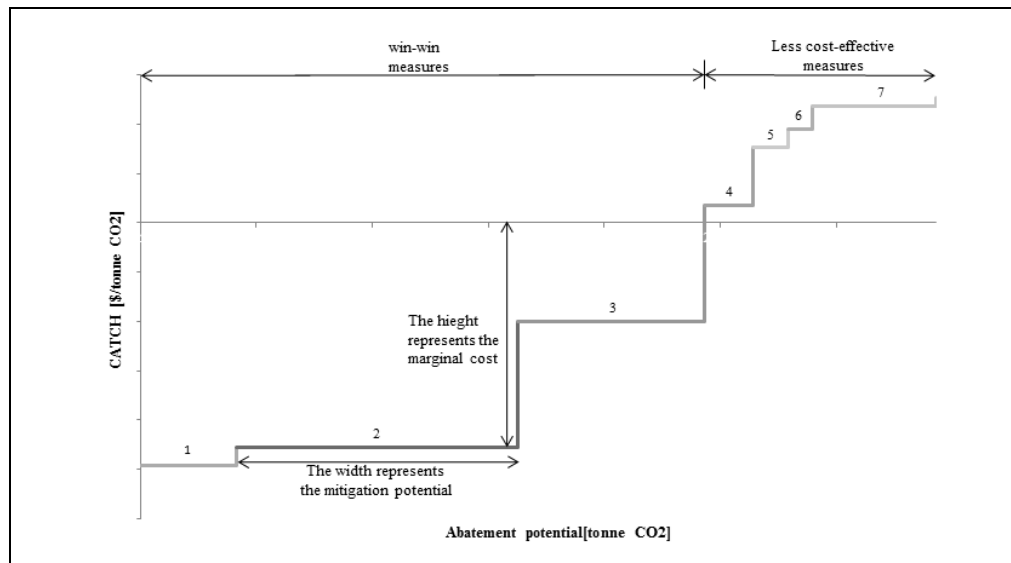 win-win
measures
Less cost-effective
measures
7
6
5
4
CATCH [$/tonne CO2]
3
The hieght
represents the
marginal cost
2
1
The width represents
the mitigation potential
Abatement potential[tonne CO2]